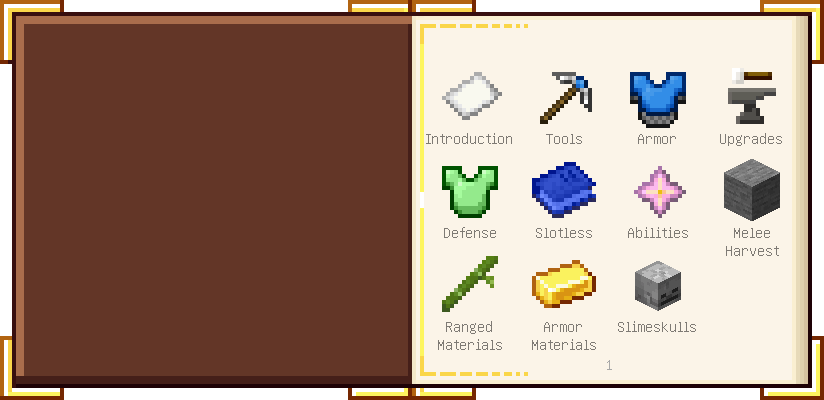 Introduction Tools Armor Upgrades
Defense Slotless Abilities Melee
Harvest
Ranged Armor Slimeskulls
Materials Materials
1